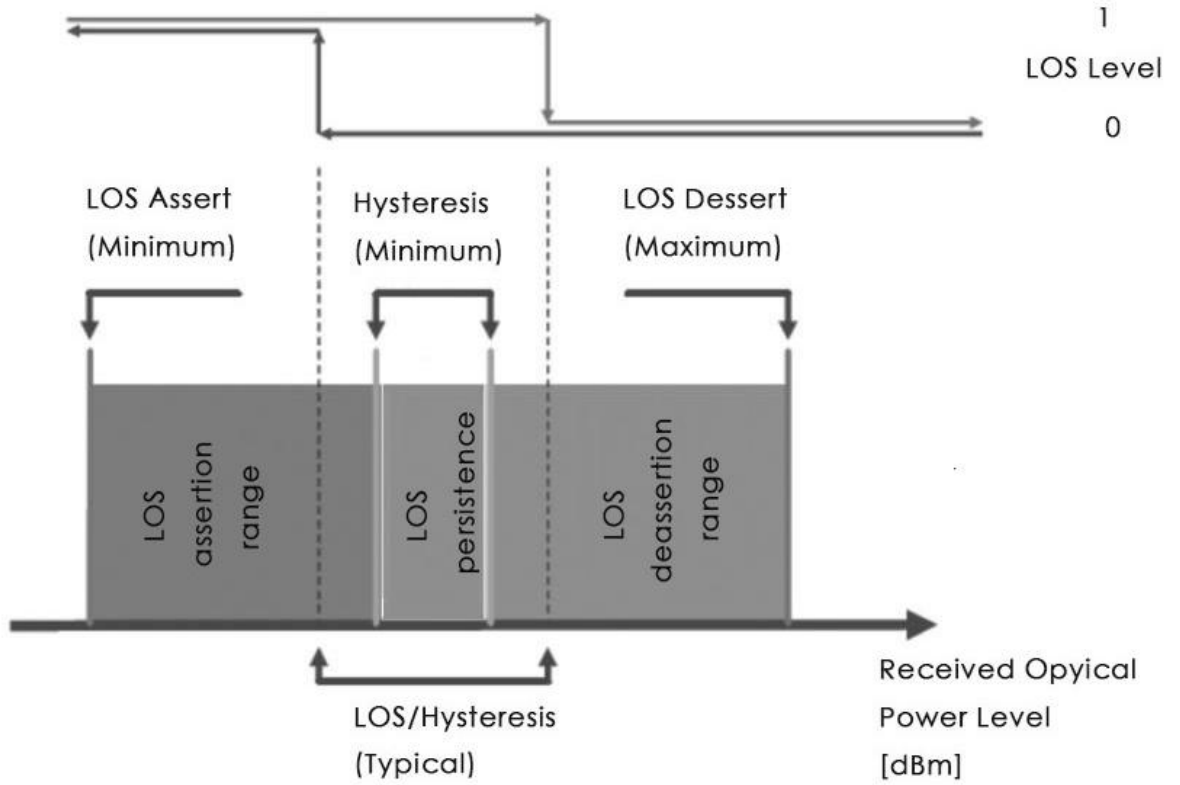 1
LOS Level
0
LOS Assert
(Minimum)
Hysteresis
(Minimum)
LOS Dessert
(Maximum)
LOS
assertion
range
LOS
persistence
LOS
deassertion
range
LOS/Hysteresis
(Typical)
Received Opyical
Power Level
[dBm]